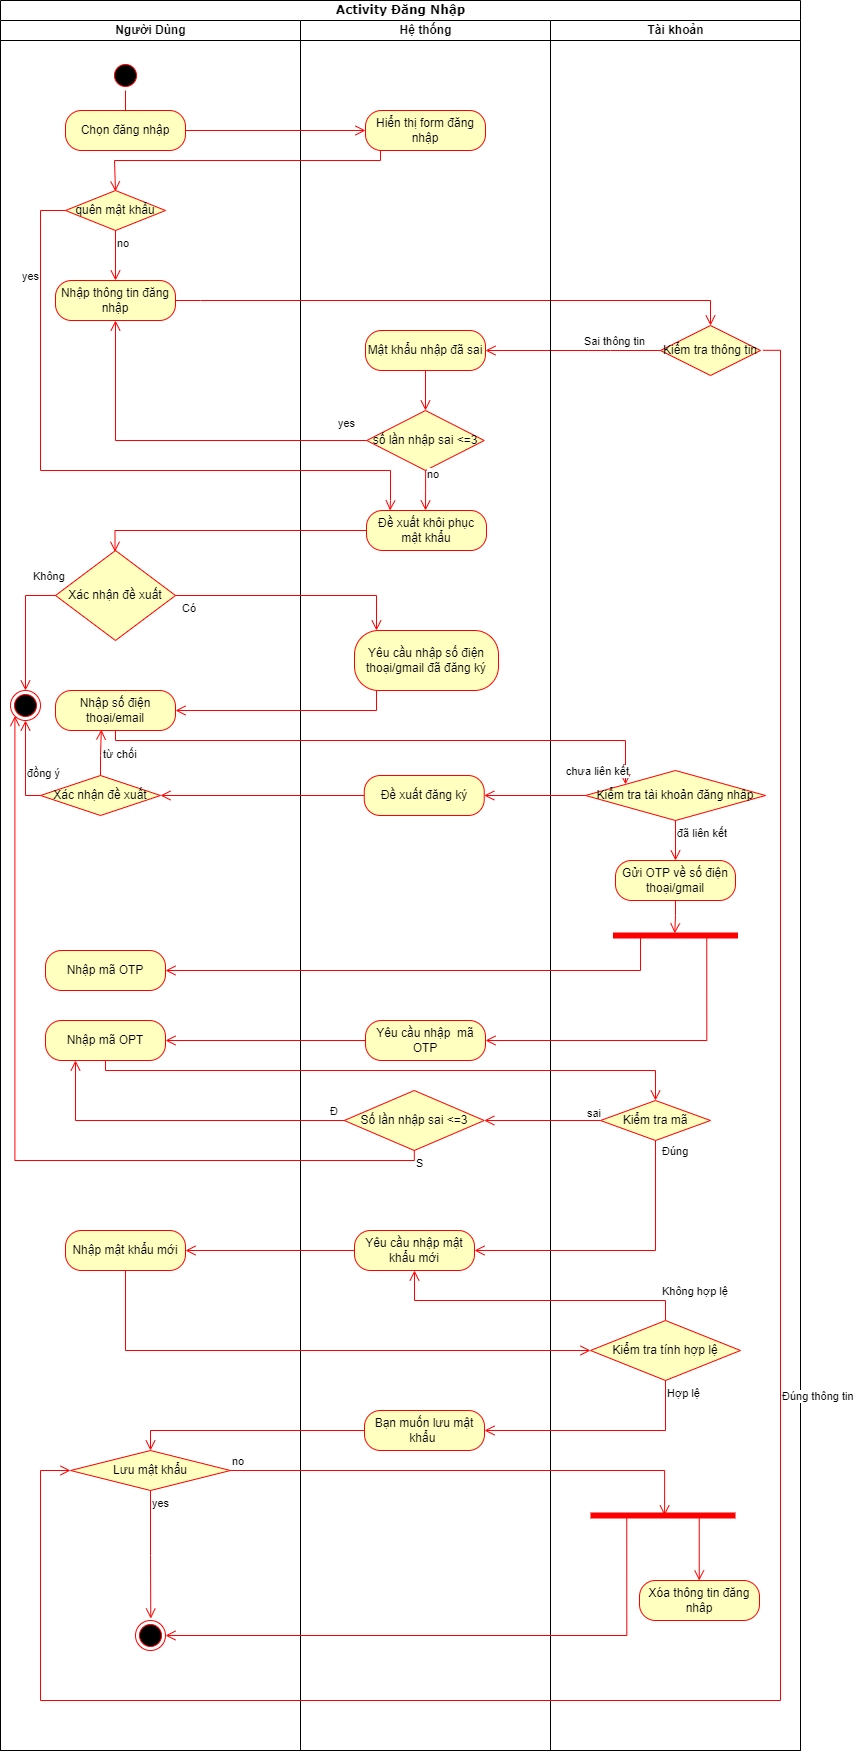 Activity Đăng Nhập
Người Dùng
Hệ thống
Tài khoản
Chọn đăng nhập
Hiển thị form đăng
nhập
quên mật khẩu
no
yes
Nhập thông tin đăng
nhập
Kiểm tra thông tin
Sai thông tin
Mật khẩu nhập đã sai
yes
số lần nhập sai <=3
no
Đề xuất khôi phục
mật khẩu
Không
Xác nhận đề xuất
Có
Yêu cầu nhập số điện
thoại/gmail đã đăng ký
Nhập số điện
thoại/email
từ chối
đồng ý
Xác nhận đề xuất
Đề xuất đăng ký
chưa liên kết,
Kiểm tra tài khoản đăng nhâp
đã liên kết
Gửi OTP về số điện
thoại/gmail
Nhập mã OTP
Nhập mã OPT
Yêu cầu nhập  mã
OTP
Đ
Số lần nhập sai <=3
S
sai
Kiểm tra mã
Đúng
Nhập mật khẩu mới
Yêu cầu nhập mật
khẩu mới
Không hợp lệ
Kiểm tra tính hợp lệ
Hợp lệ
Đúng thông tin
Bạn muốn lưu mật
khẩu
Lưu mật khẩu
no
yes
Xóa thông tin đăng
nhâp